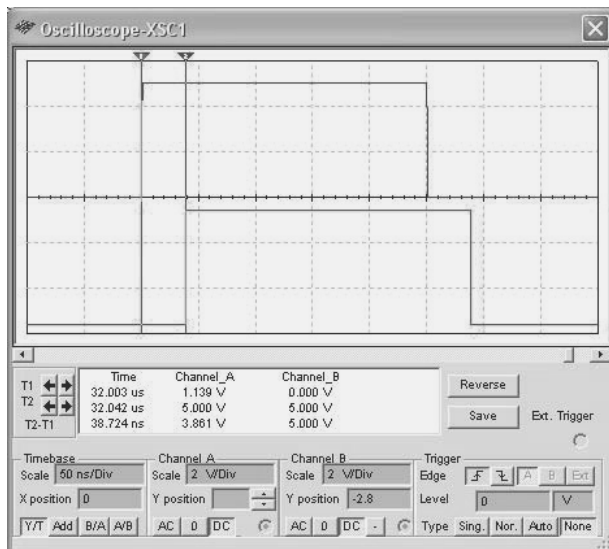 Oscilloscope-XSC1
1 2
T1
T2
T2-T1
Time Channel_A Channel_B
32.003 us 1.139 V 0.000 V
32.042 us 5.000 V 5.000 V
38.724 ns 3.861 V 5.000 V
Reverse
Save
Ext. Trigger
Timebase
Scale 50 ns/Div
X position 0
Y/T Add B/A A/B
Channel A
Scale 2 V/Div
Y position
AC 0 DC
Channel B
Scale 2 V/Div
Y position -2.8
AC 0 DC -
Trigger
Edge A B Ext
Level 0 V
Type Sing. Nor. Auto None